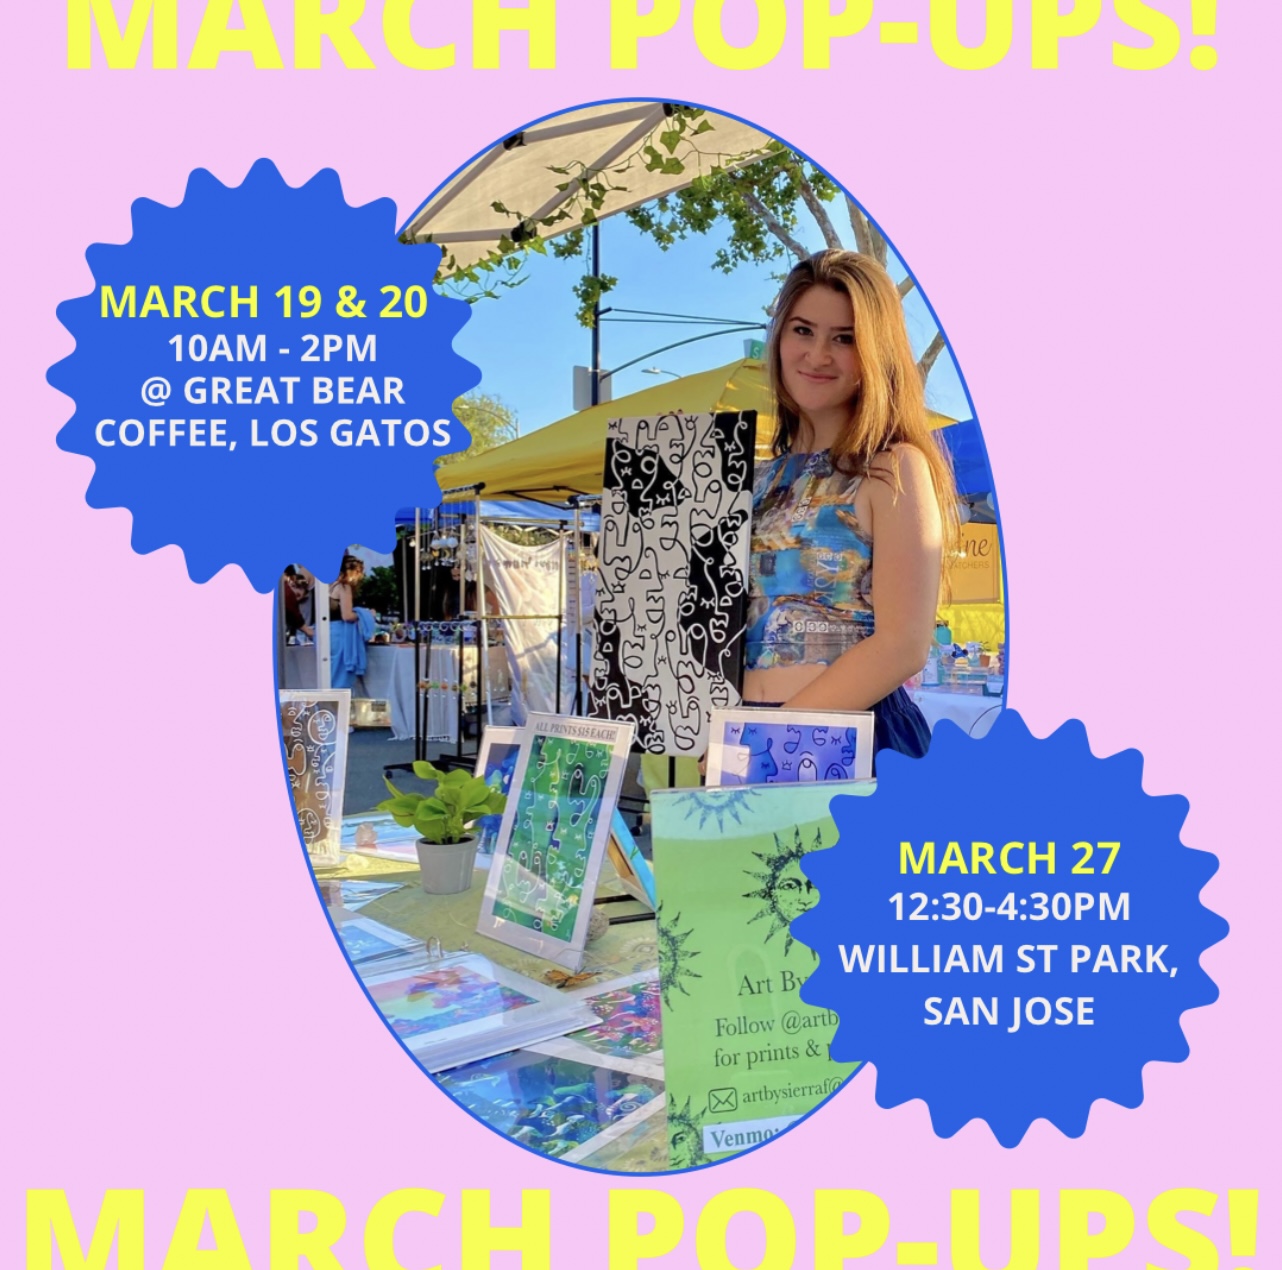 MARCH POP-UPS!
MARCH 19 & 20
10AM - 2PM
@ GREAT BEAR
COFFEE, LOS GATOS
ALL PRINTS $15 EACH!
MARCH 27
12:30-4:30PM
WILLIAM ST PARK,
SAN JOSE
Art By
Follow @artb
for prints &
artbysierraf@
Venmo:
MARCH POP-UPS!